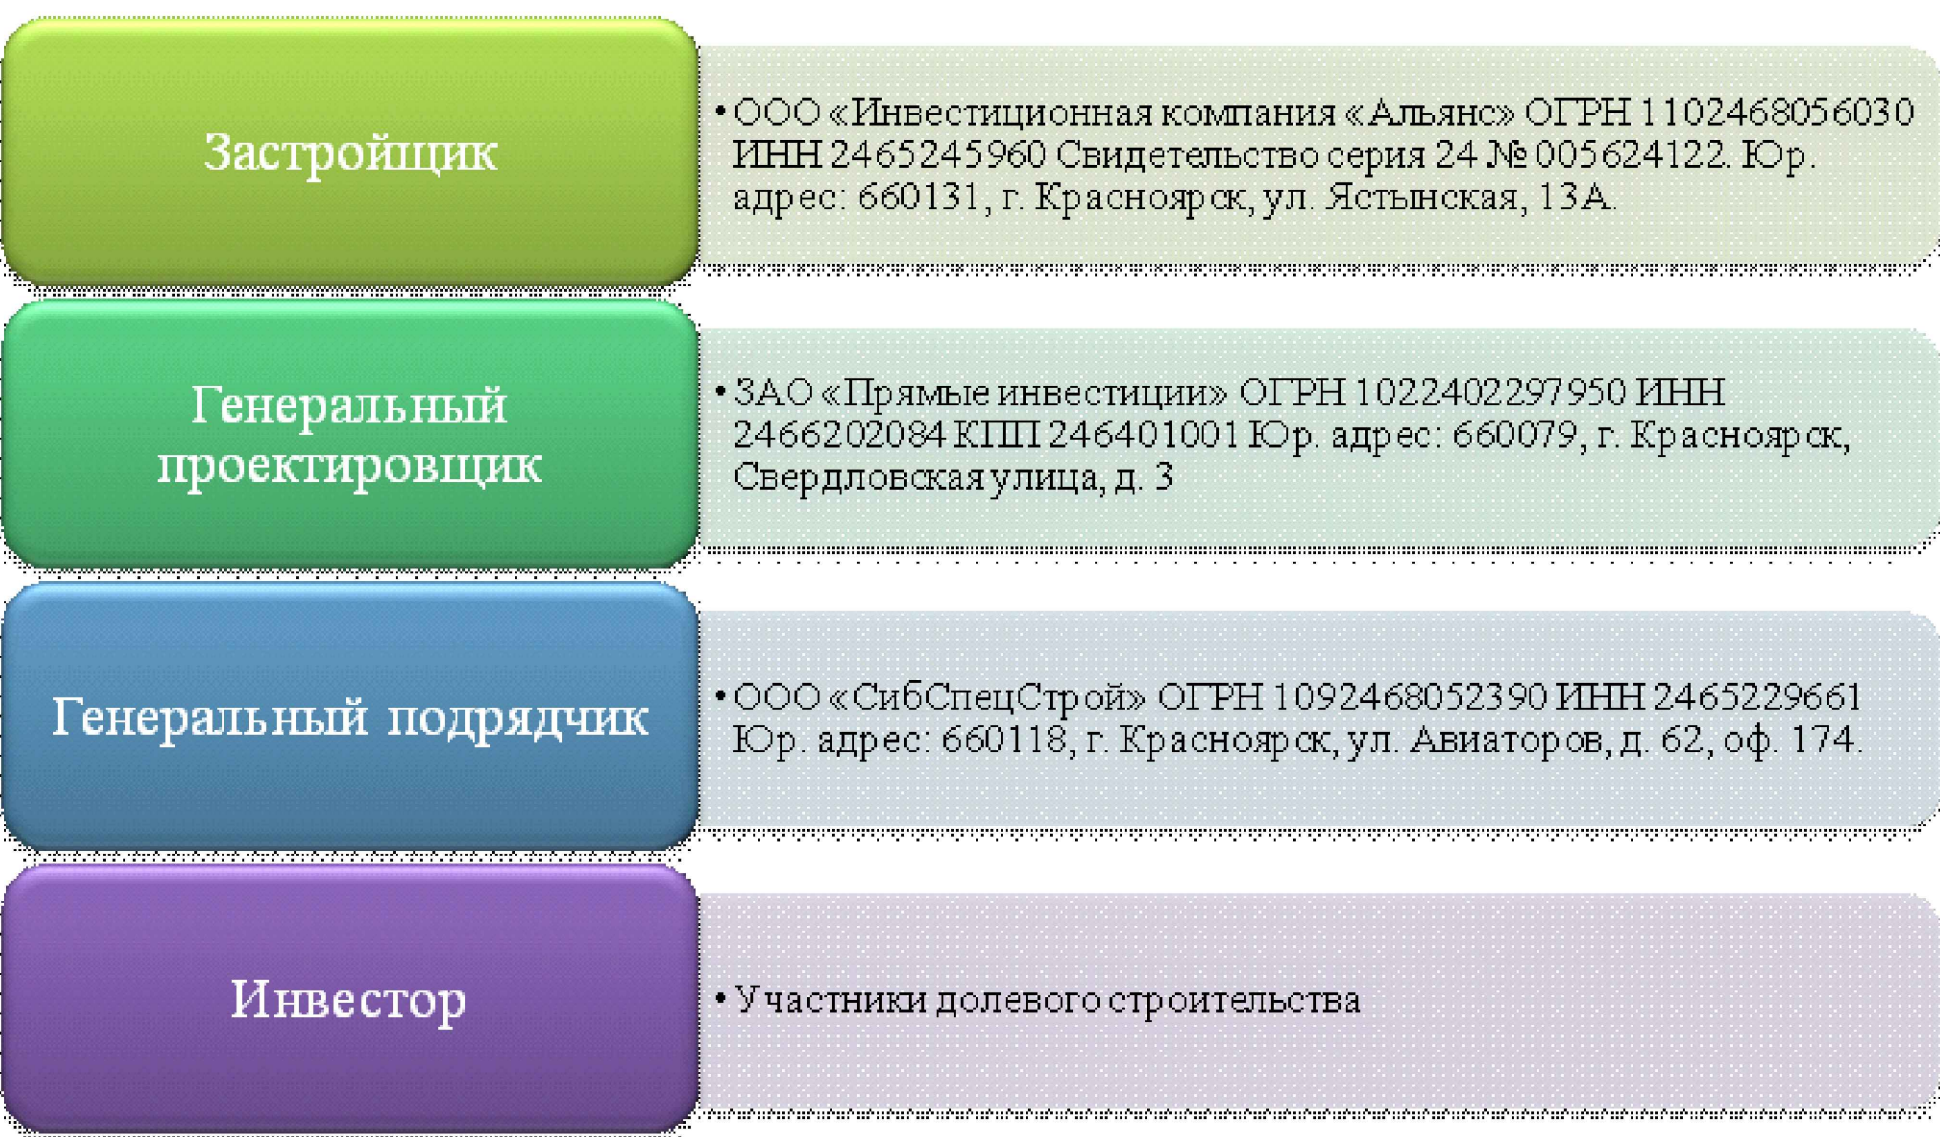 Застройщик
• ООО «Инвестиционная компания «Альянс» ОГРН 1102468056030
ИНН 2465245960 Свидетельство серия 24 № 005624122. Юр.
адрес: 660131, г. Красноярск, ул. Ястынская, 13А.
Генеральный
проектировщик
• ЗАО «Прямые инвестиции» ОГРН 1022402297950 ИНН
2466202084 КПП 246401001 Юр. адрес: 660079, г. Красноярск,
Свердловская улица, д. 3
Генеральный подрядчик
• ООО «СибСпецСтрой» ОГРН 1092468052390 ИНН 2465229661
Юр. адрес: 660118, г. Красноярск, ул. Авиаторов, д. 62, оф. 174.
Инвестор
• Участники долевого строительства